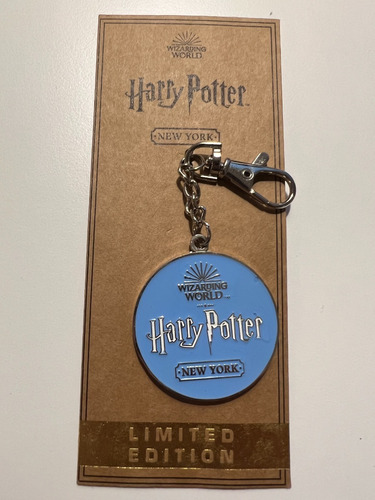 WIZARDING
WORLD
Harry Potter
NEW YORK
WIZARDING
WORLD
Harry Potter
NEW YORK
LIMITED
EDITION